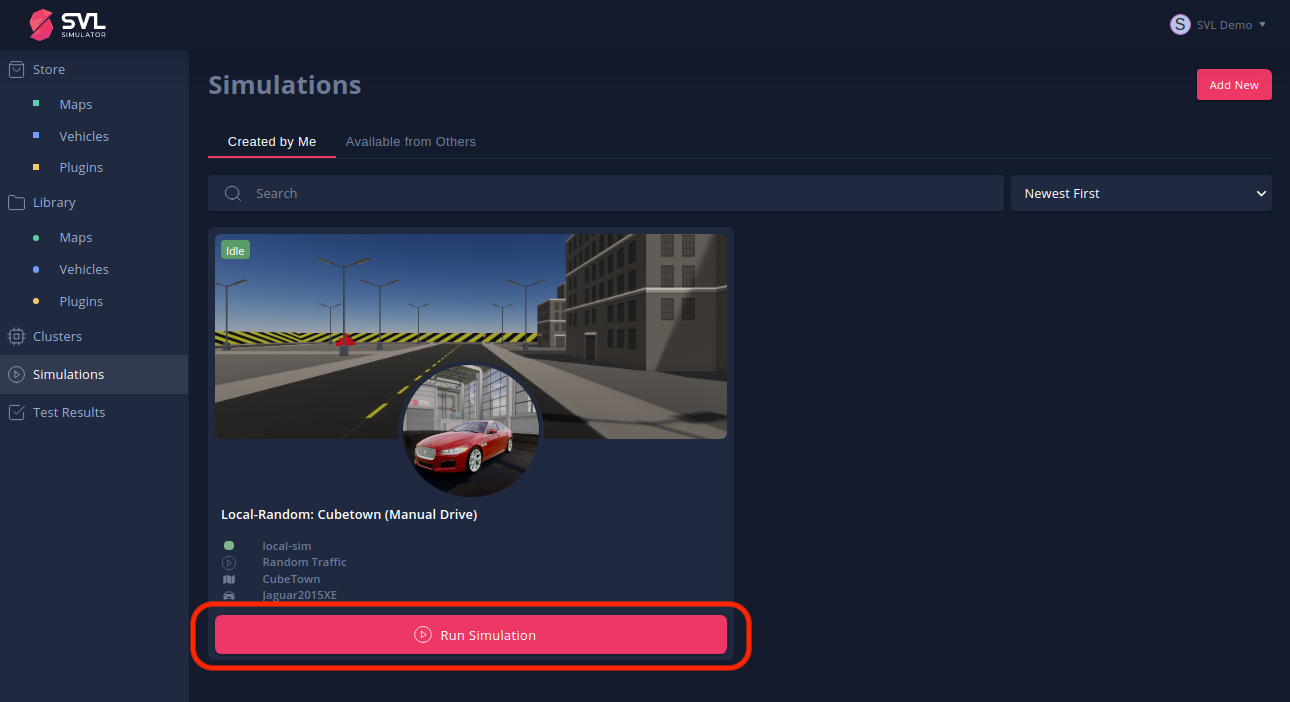 SVL
SIMULATOR
S SVL Demo
Store
Maps
Vehicles
Plugins
Library
Maps
Vehicles
Plugins
Clusters
Simulations
Test Results
Simulations
Add New
Created by Me
Available from Others
Search
Newest First
Idle
Local-Random: Cubetown (Manual Drive)
local-sim
Random Traffic
CubeTown
Jaguar2015XE
Run Simulation